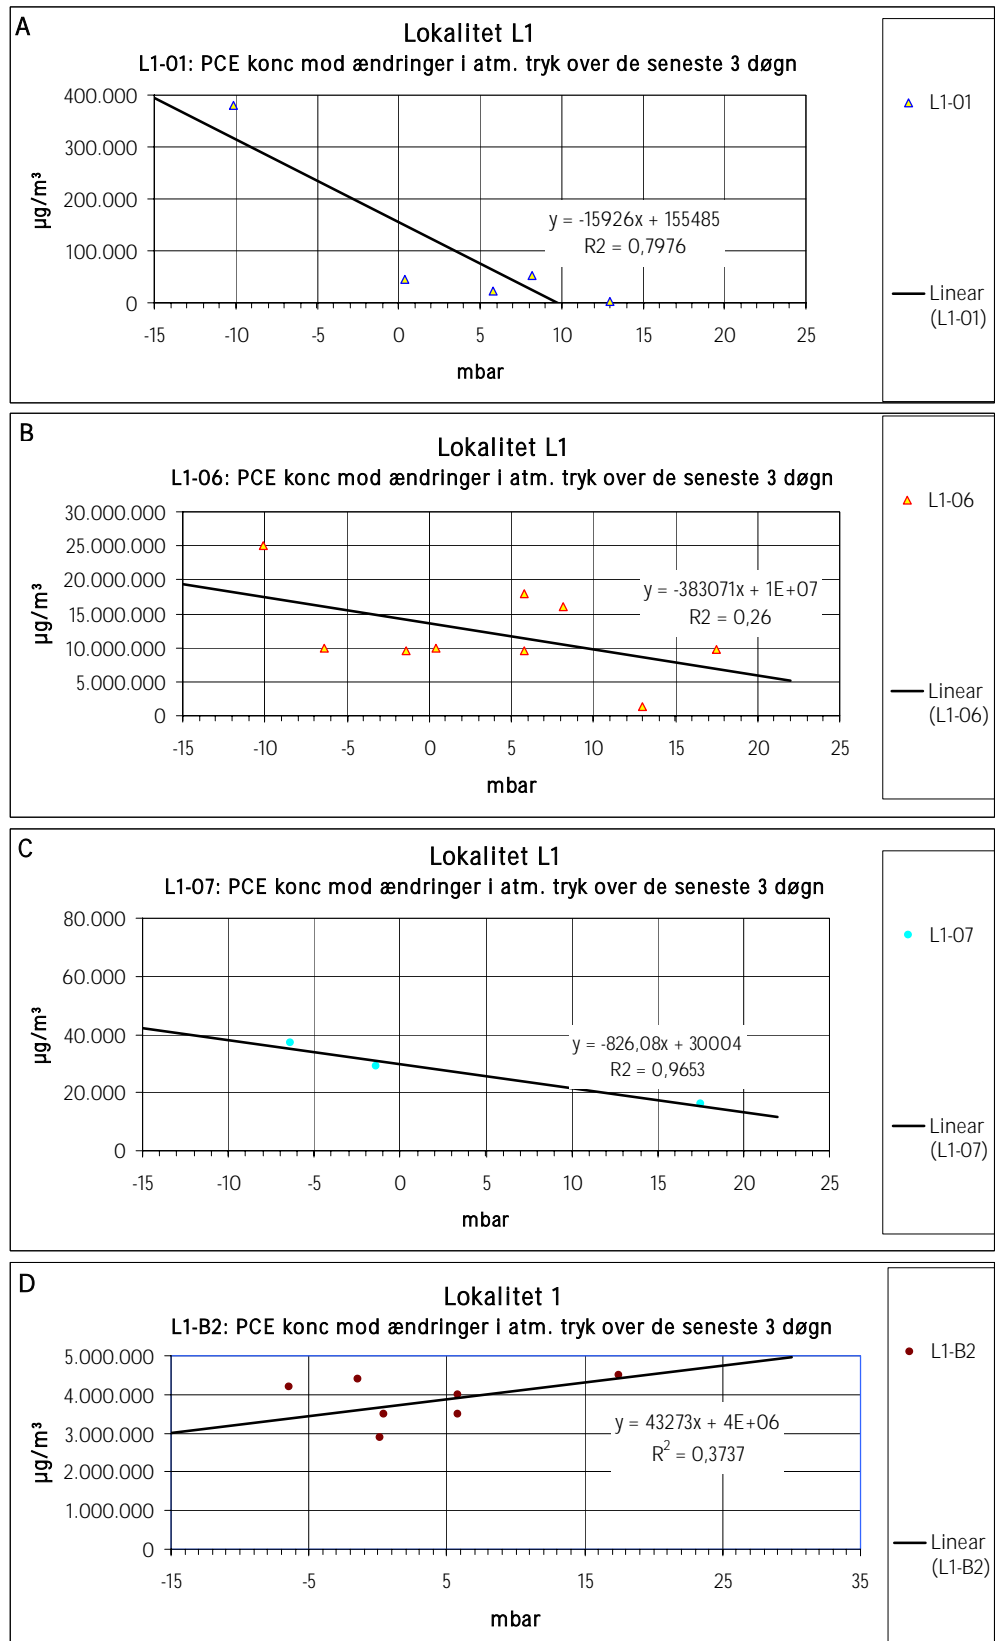 A
Lokalitet L1
L1-01: PCE konc mod ændringer i atm. tryk over de seneste 3 døgn
400.000
300.000
200.000
100.000
0
µg/m³
y = -15926x + 155485
R2 = 0,7976
-15 -10 -5 0 5 10 15 20 25
mbar
L1-01
Linear
(L1-01)
B
Lokalitet L1
L1-06: PCE konc mod ændringer i atm. tryk over de seneste 3 døgn
30.000.000
25.000.000
20.000.000
15.000.000
10.000.000
5.000.000
0
µg/m³
y = -383071x + 1E+07
R2 = 0,26
-15 -10 -5 0 5 10 15 20 25
mbar
L1-06
Linear
(L1-06)
C
Lokalitet L1
L1-07: PCE konc mod ændringer i atm. tryk over de seneste 3 døgn
80.000
60.000
40.000
20.000
0
µg/m³
y = -826,08x + 30004
R2 = 0,9653
-15 -10 -5 0 5 10 15 20 25
mbar
L1-07
Linear
(L1-07)
D
Lokalitet 1
L1-B2: PCE konc mod ændringer i atm. tryk over de seneste 3 døgn
5.000.000
4.000.000
3.000.000
2.000.000
1.000.000
0
µg/m³
y = 43273x + 4E+06
R² = 0,3737
-15 -5 5 15 25 35
mbar
L1-B2
Linear
(L1-B2)